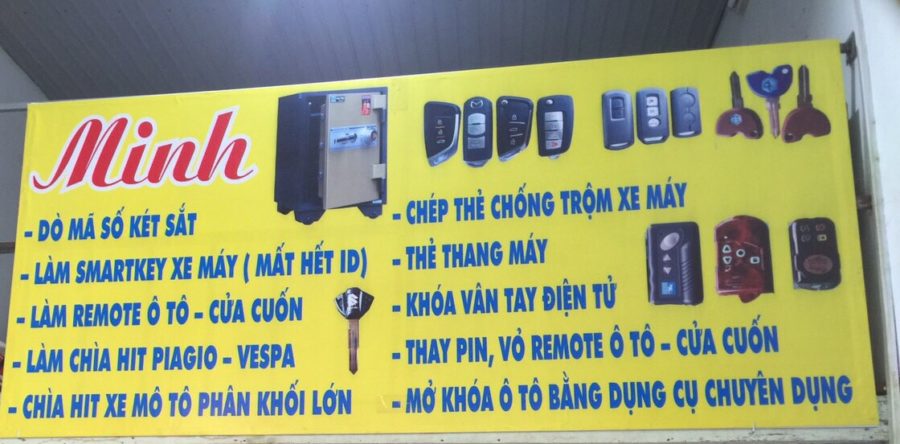 Minh
- DÒ MÃ SỐ KÉT SẮT
- LÀM SMARTKEY XE MÁY ( MẤT HẾT ID)
- LÀM REMOTE Ô TÔ - CỬA CUỐN
- LÀM CHÌA HIT PIAGIO - VESPA
- CHÌA HIT XE MÔ TÔ PHÂN KHỐI LỚN
- CHÉP THẺ CHỐNG TRỘM XE MÁY
- THẺ THANG MÁY
- KHÓA VÂN TAY ĐIỆN TỬ
- THAY PIN, VỎ REMOTE Ô TÔ - CỬA CUỐN
- MỞ KHÓA Ô TÔ BẰNG DỤNG CỤ CHUYÊN DỤNG